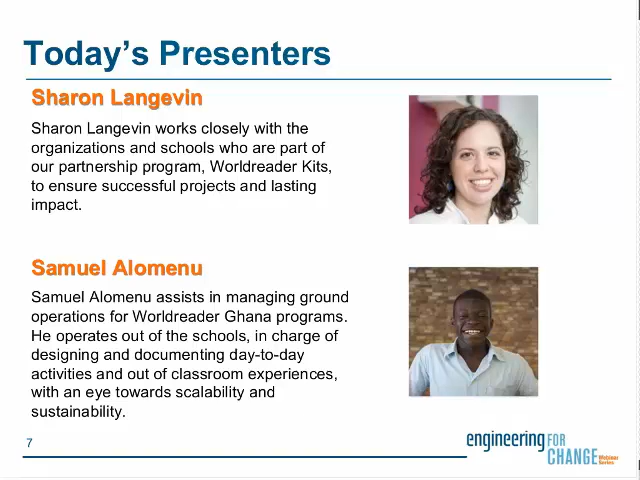 Today’s Presenters
Sharon Langevin
Sharon Langevin works closely with the
organizations and schools who are part of
our partnership program, Worldreader Kits,
to ensure successful projects and lasting
impact.
Samuel Alomenu
Samuel Alomenu assists in managing ground
operations for Worldreader Ghana programs.
He operates out of the schools, in charge of
designing and documenting day-to-day
activities and out of classroom experiences,
with an eye towards scalability and
sustainability.
7
engineering FOR
CHANGE Webinar
Series